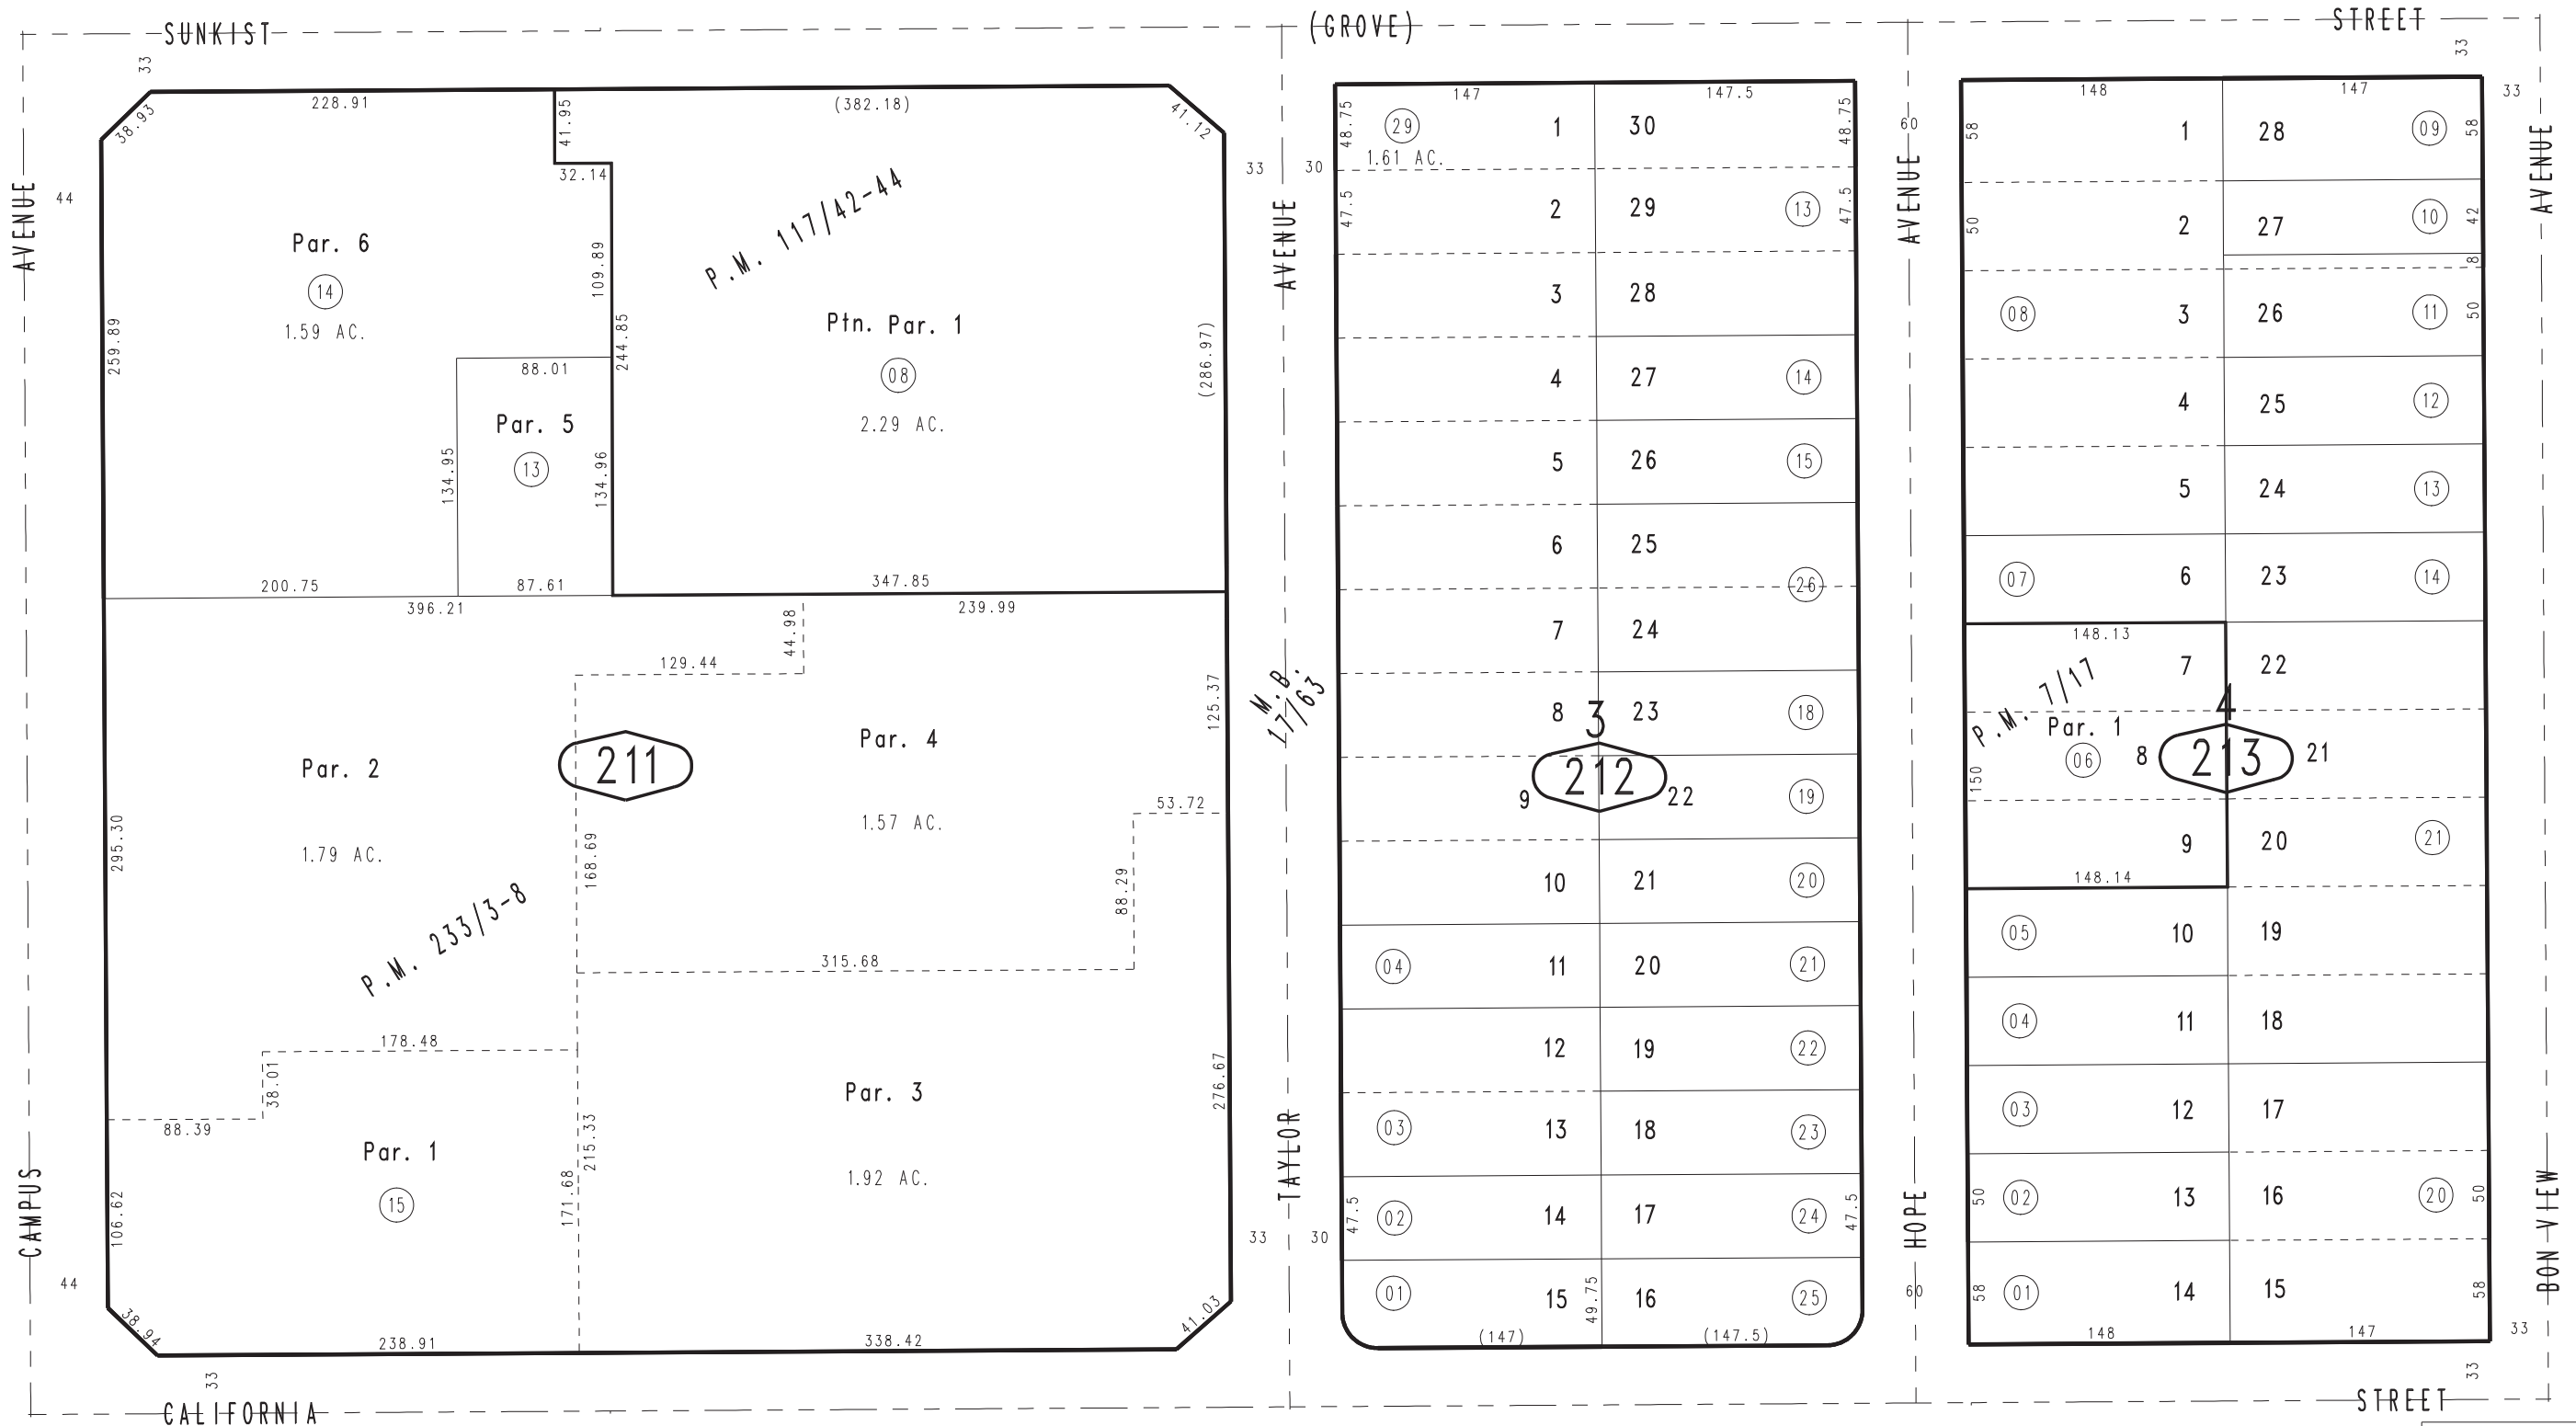 SUNKIST (GROVE) STREET
33 33
228.91 (382.18)
38.93 41.95 41.12
32.14
AVENUE
44
Par. 6
14
1.59 AC.
259.89
109.89
244.85
P.M. 117/42-44
Ptn. Par. 1
08
2.29 AC.
(286.97)
88.01
Par. 5
13
134.95
134.96
200.75 87.61 347.85
396.21 239.99
44.98
129.44
125.37
Par. 2
1.79 AC.
211
Par. 4
1.57 AC.
53.72
295.30
168.69
88.29
P.M. 233/3-8
315.68
178.48
38.01
88.39
276.67
Par. 3
1.92 AC.
215.33
Par. 1
15
171.68
106.62
CAMPUS
44
38.94
238.91 338.42
41.03
33
33 30
AVENUE
M.B.
17/63
TAYLOR
33 30
147 147.5
48.75 29 1 30 48.75
1.61 AC.
47.5 2 29 13 47.5
3 28
4 27 14
5 26 15
6 25
26
7 24
8 3 23 18
9 212 22 19
10 21 20
04 11 20 21
12 19 22
03 13 18 23
47.5 02 14 17 24 47.5
01 15 49.75 16 25
(147) (147.5)
60
AVENUE
HOPE
60
148 147 33
58 1 28 09 58
50 2 27 10 42
8
08 3 26 11 50
4 25 12
5 24 13
07 6 23 14
148.13
7 22
P.M. 7/17
4
Par. 1
150 06 8 213 21
9 20 21
148.14
05 10 19
04 11 18
03 12 17
50 02 13 16 20 50
58 01 14 15 58
148 147 33
AVENUE
BON VIEW
33
CALIFORNIA STREET